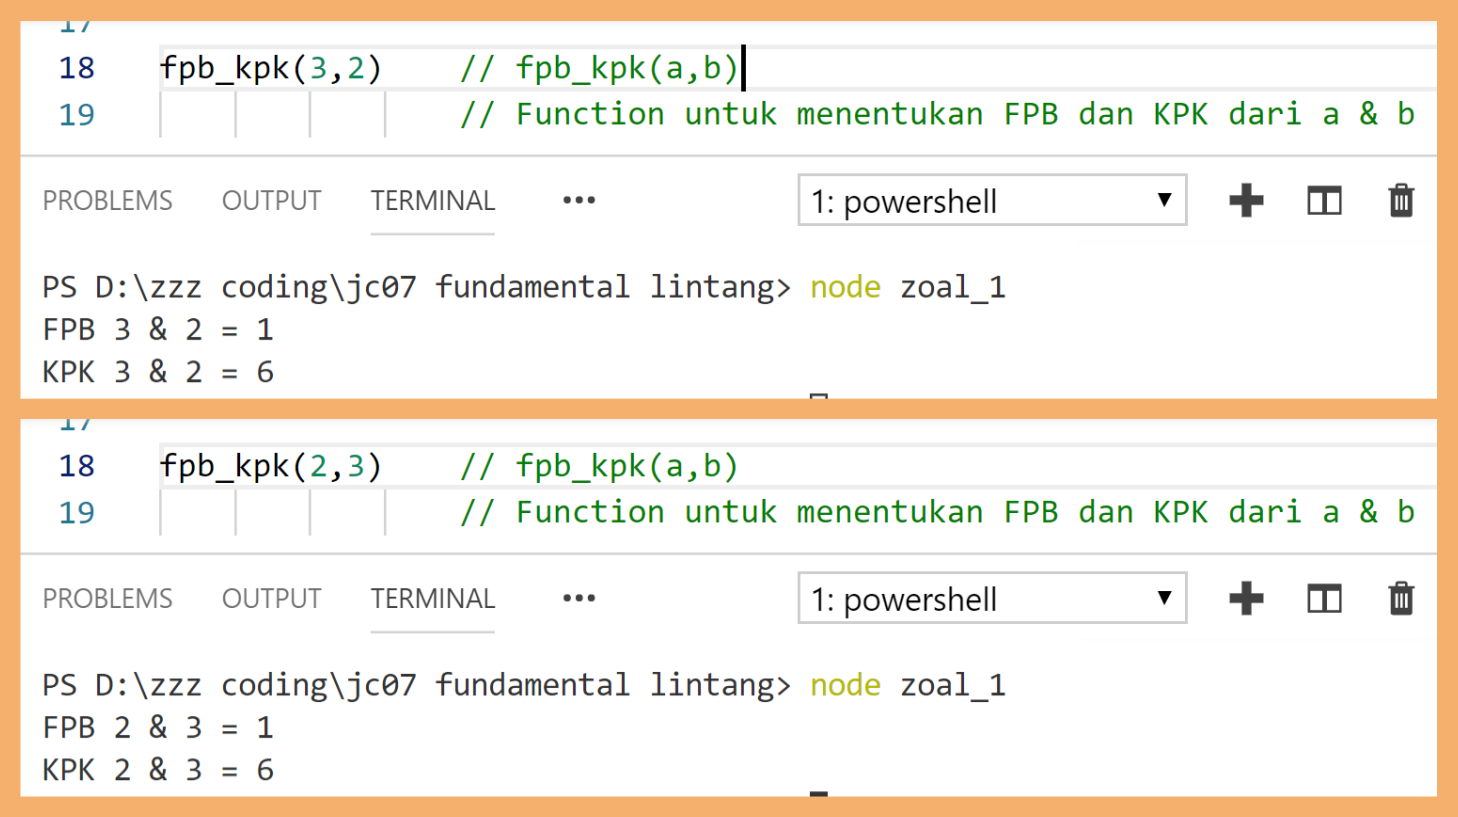 17
18 fpb_kpk(3,2) // fpb_kpk(a,b)
19 // Function untuk menentukan FPB dan KPK dari a & b
PROBLEMS OUTPUT TERMINAL ••• 1: powershell
PS D:\zzz coding\jc07 fundamental lintang> node zoal_1
FPB 3 & 2 = 1
KPK 3 & 2 = 6
17
18 fpb_kpk(2,3) // fpb_kpk(a,b)
19 // Function untuk menentukan FPB dan KPK dari a & b
PROBLEMS OUTPUT TERMINAL ••• 1: powershell
PS D:\zzz coding\jc07 fundamental lintang> node zoal_1
FPB 2 & 3 = 1
KPK 2 & 3 = 6